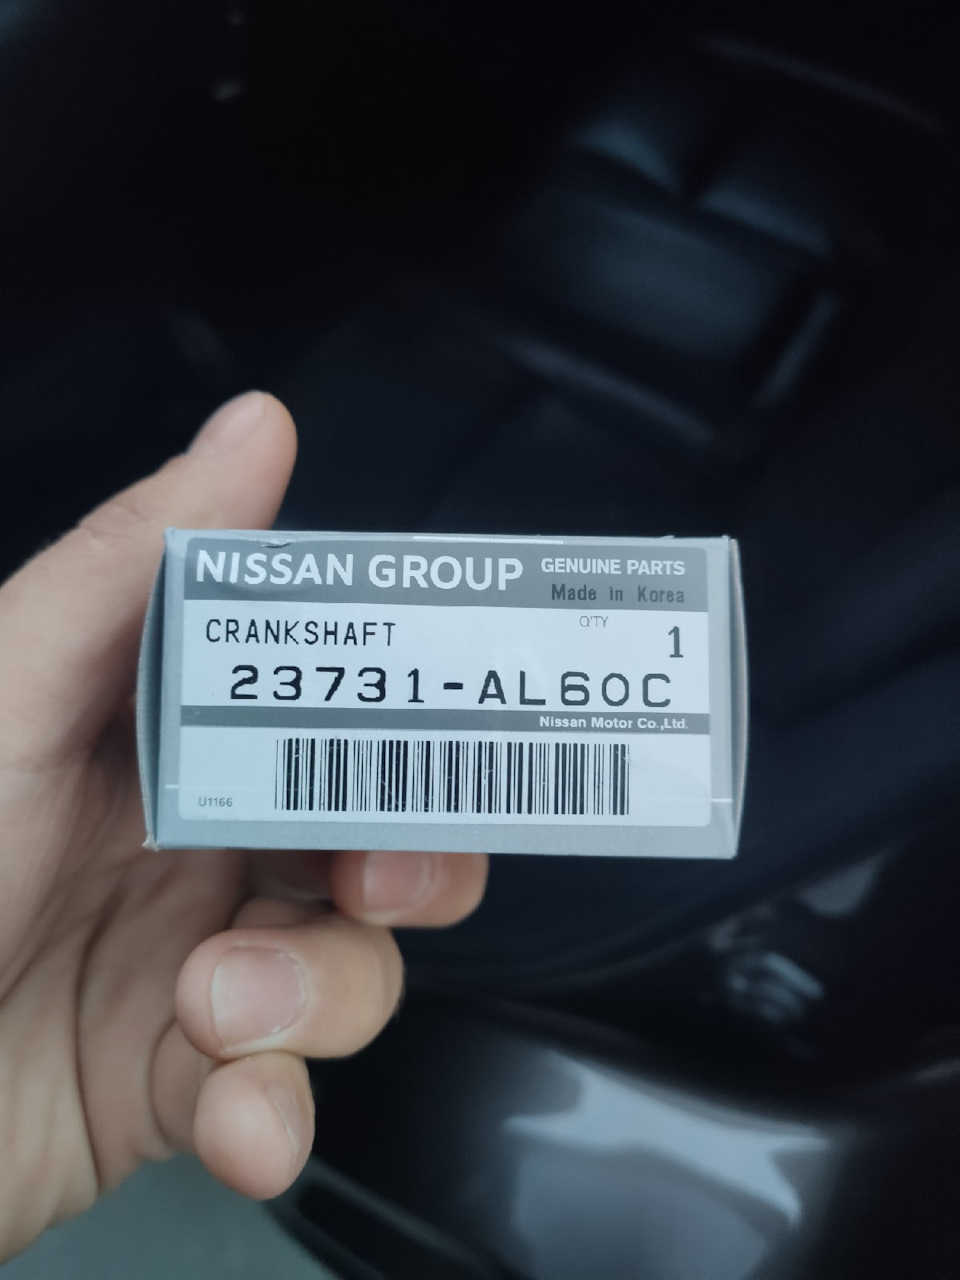 NISSAN GROUP GENUINE PARTS
Made in Korea
CRANKSHAFT Q'TY 1
23731-AL60C
Nissan Motor Co.,Ltd.
U1166